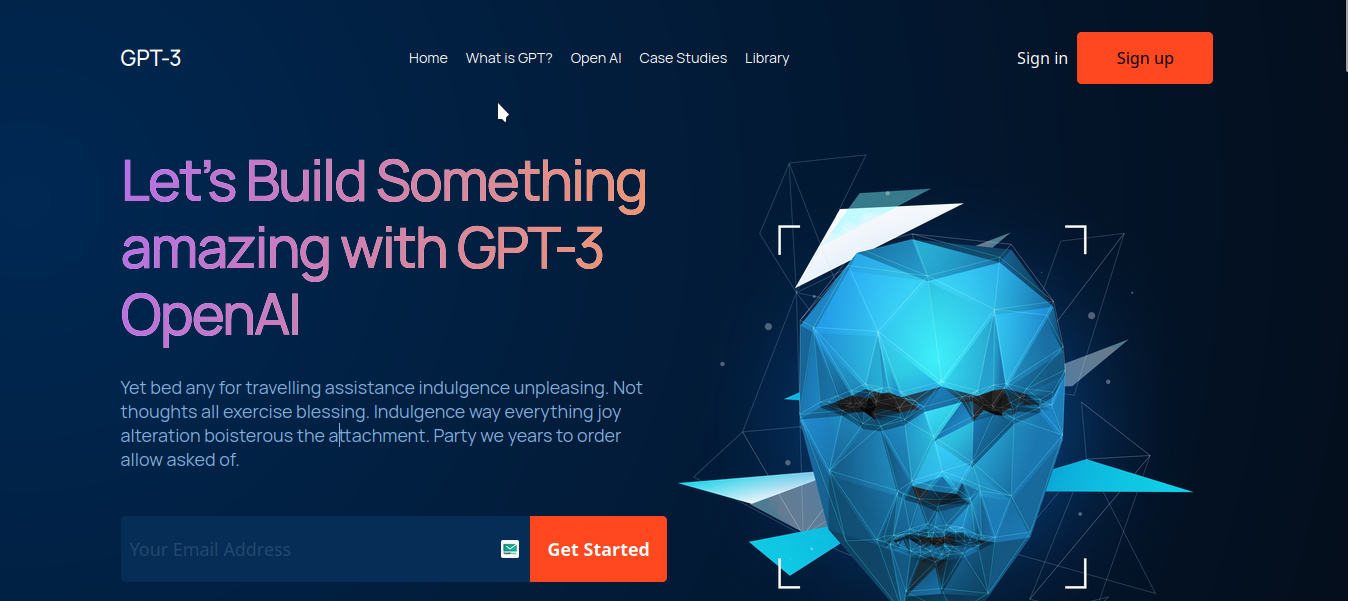 GPT-3
Home What is GPT? Open AI Case Studies Library
Sign in Sign up
Let's Build Something
amazing with GPT-3
OpenAI
Yet bed any for travelling assistance indulgence unpleasing. Not
thoughts all exercise blessing. Indulgence way everything joy
alteration boisterous the attachment. Party we years to order
allow asked of.
Your Email Address
Get Started